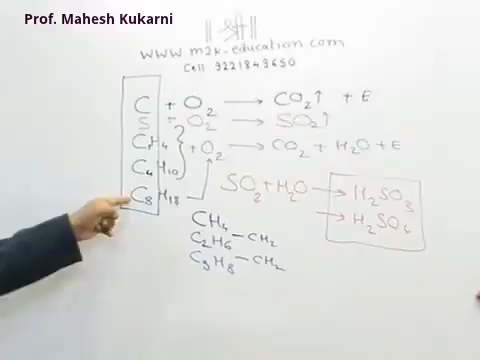 Prof. Mahesh Kukarni
|| श्री ||
www.m2k-education.com
Cell 9221849650
C + O₂ → CO₂↑ + E
S + O₂ → SO₂↑
CH₄
+ O₂ → CO₂ + H₂O + E
C₄H₁₀
C₈H₁₈
SO₂ + H₂O → H₂SO₃
→ H₂SO₄
CH₄
C₂H₆ – CH₂
C₃H₈ – CH₂